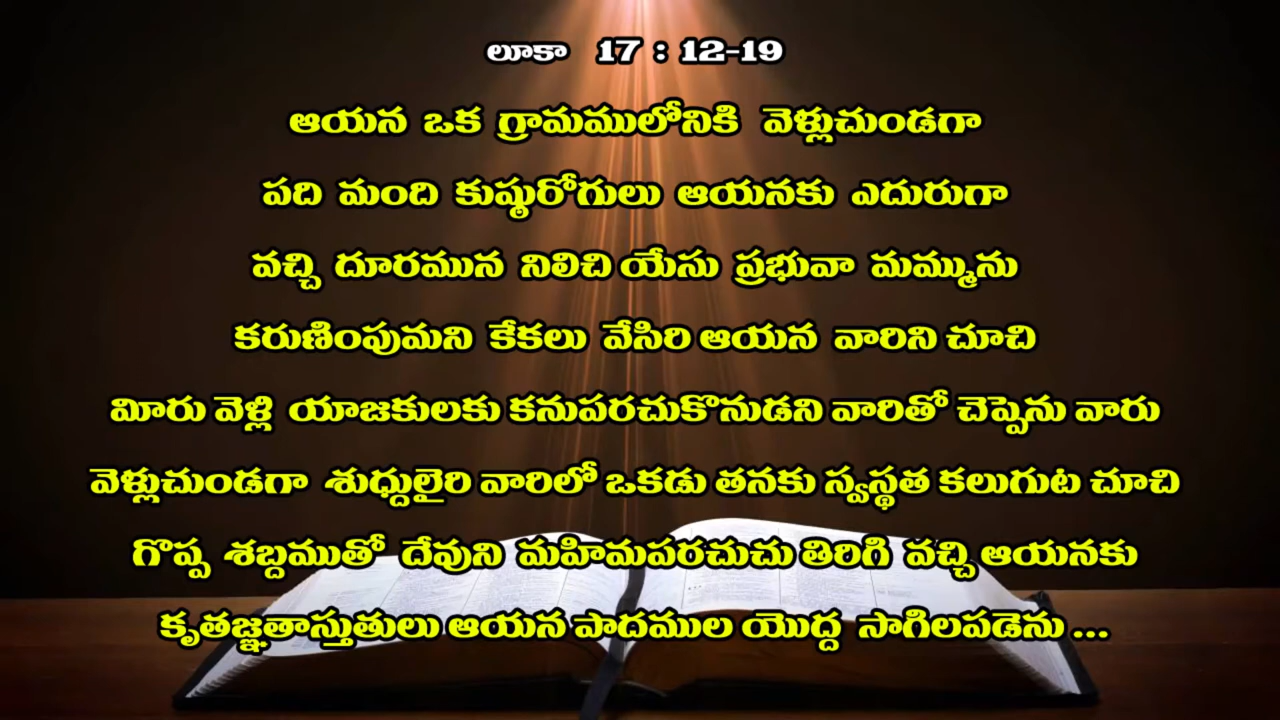 లూకా 17 : 12-19
ఆయన ఒక గ్రామములోనికి వెళ్లుచుండగా
పది మంది కుష్ఠురోగులు ఆయనకు ఎదురుగా
వచ్చి దూరమున నిలిచి యేసు ప్రభువా మమ్మును
కరుణింపుమని కేకలు వేసిరి ఆయన వారిని చూచి
మీరు వెళ్లి యాజకులకు కనుపరచుకొనుడని వారితో చెప్పెను వారు
వెళ్లుచుండగా శుద్ధులైరి వారిలో ఒకడు తనకు స్వస్థత కలుగుట చూచి
గొప్ప శబ్దముతో దేవుని మహిమపరచుచు తిరిగి వచ్చి ఆయనకు
కృతజ్ఞతాస్తుతులు ఆయన పాదముల యొద్ద సాగిలపడెను ...